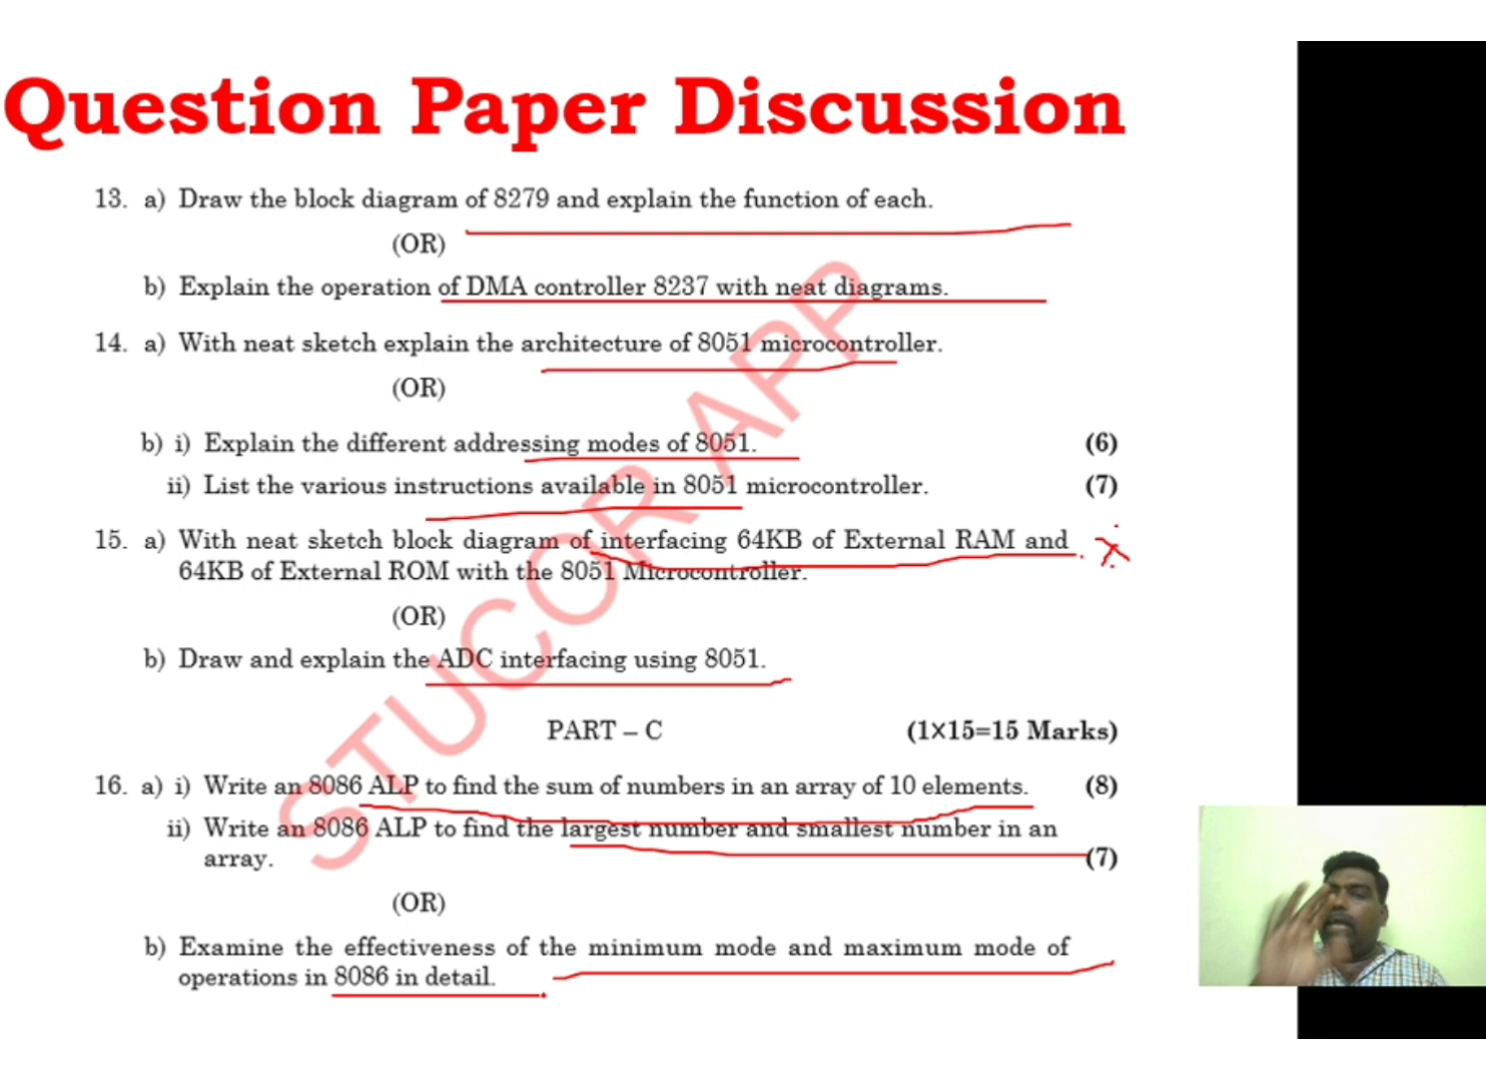 Question Paper Discussion
13. a) Draw the block diagram of 8279 and explain the function of each.
(OR)
b) Explain the operation of DMA controller 8237 with neat diagrams.
14. a) With neat sketch explain the architecture of 8051 microcontroller.
(OR)
b) i) Explain the different addressing modes of 8051. (6)
ii) List the various instructions available in 8051 microcontroller. (7)
15. a) With neat sketch block diagram of interfacing 64KB of External RAM and
64KB of External ROM with the 8051 Microcontroller.
(OR)
b) Draw and explain the ADC interfacing using 8051.
PART – C (1×15=15 Marks)
16. a) i) Write an 8086 ALP to find the sum of numbers in an array of 10 elements. (8)
ii) Write an 8086 ALP to find the largest number and smallest number in an
array. (7)
(OR)
b) Examine the effectiveness of the minimum mode and maximum mode of
operations in 8086 in detail.
STUCOR APP